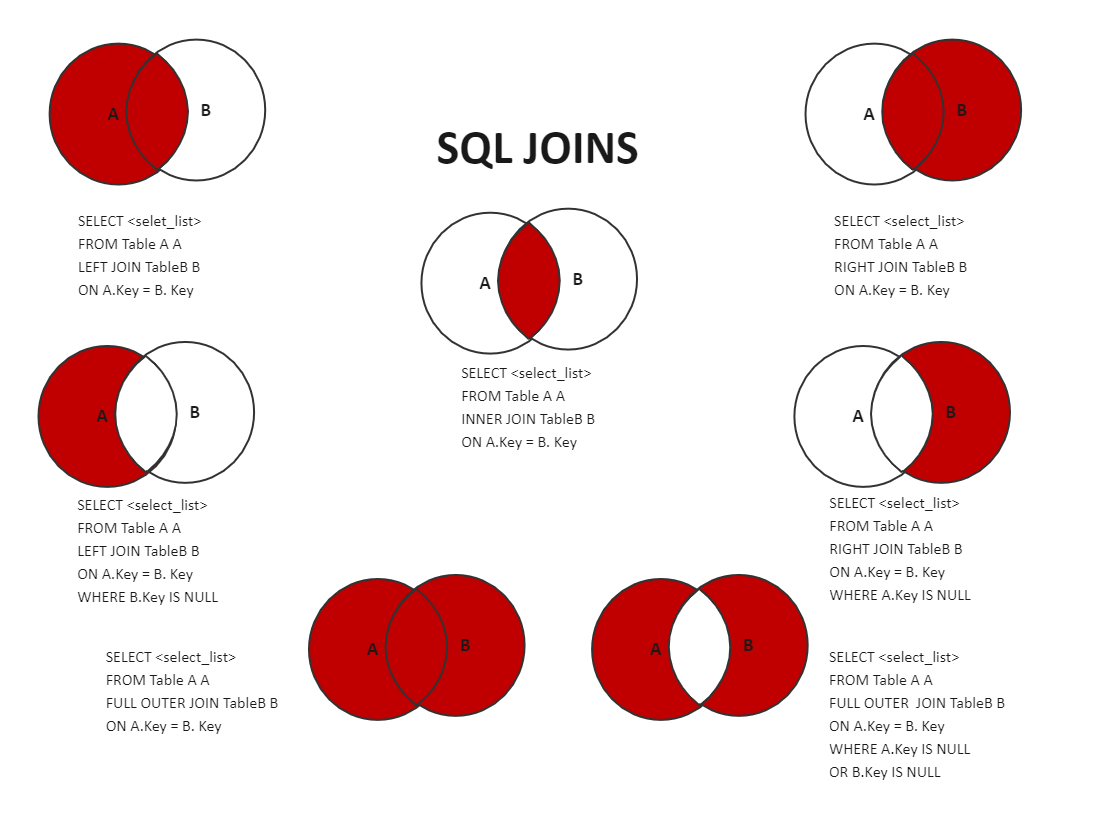 A
B
A
B
SQL JOINS
SELECT <selet_list>
FROM Table A A
LEFT JOIN TableB B
ON A.Key = B. Key
SELECT <select_list>
FROM Table A A
RIGHT JOIN TableB B
ON A.Key = B. Key
A
B
SELECT <select_list>
FROM Table A A
INNER JOIN TableB B
ON A.Key = B. Key
A
B
A
B
SELECT <select_list>
FROM Table A A
LEFT JOIN TableB B
ON A.Key = B. Key
WHERE B.Key IS NULL
SELECT <select_list>
FROM Table A A
RIGHT JOIN TableB B
ON A.Key = B. Key
WHERE A.Key IS NULL
SELECT <select_list>
FROM Table A A
FULL OUTER JOIN TableB B
ON A.Key = B. Key
A
B
A
B
SELECT <select_list>
FROM Table A A
FULL OUTER  JOIN TableB B
ON A.Key = B. Key
WHERE A.Key IS NULL
OR B.Key IS NULL